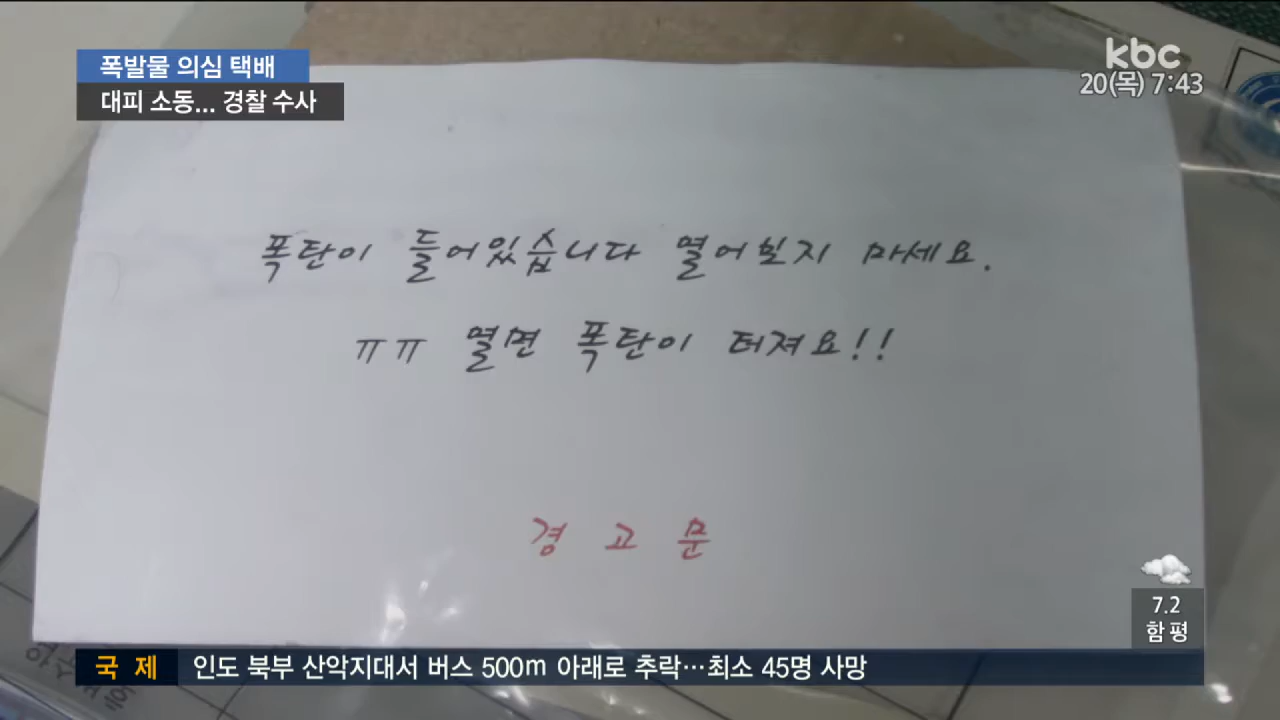 폭발물 의심 택배
대피 소동... 경찰 수사
kbc
20(목) 7:43
폭탄이 들어있습니다 열어보지 마세요.
ㅠㅠ 열면 폭탄이 터져요!!
경 고 문
7.2
함평
국 제 인도 북부 산악지대서 버스 500m 아래로 추락…최소 45명 사망